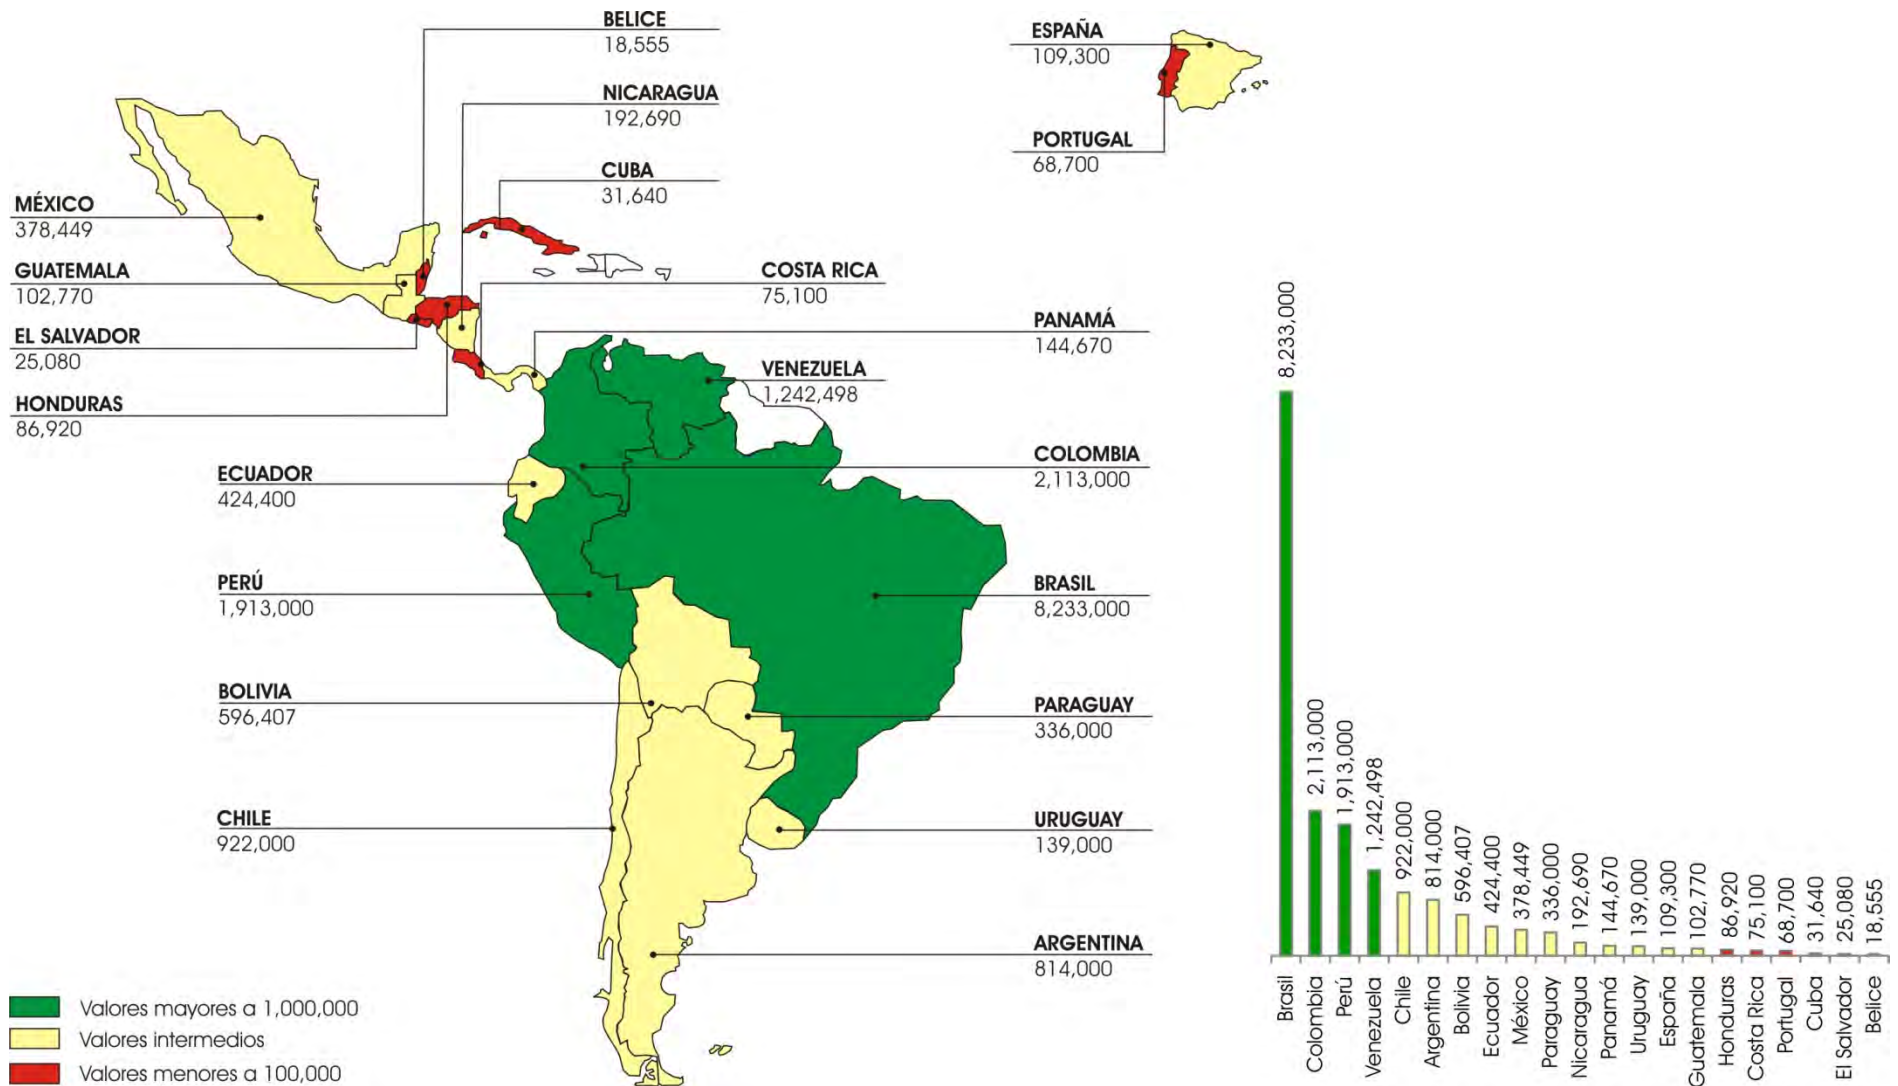 BELICE
18,555
NICARAGUA
192,690
CUBA
31,640
MÉXICO
378,449
GUATEMALA
102,770
EL SALVADOR
25,080
HONDURAS
86,920
COSTA RICA
75,100
PANAMÁ
144,670
VENEZUELA
1,242,498
COLOMBIA
2,113,000
ECUADOR
424,400
PERÚ
1,913,000
BRASIL
8,233,000
BOLIVIA
596,407
PARAGUAY
336,000
CHILE
922,000
URUGUAY
139,000
ARGENTINA
814,000
ESPAÑA
109,300
PORTUGAL
68,700
Valores mayores a 1,000,000
Valores intermedios
Valores menores a 100,000
8,233,000
2,113,000
1,913,000
1,242,498
922,000
814,000
596,407
424,400
378,449
336,000
192,690
144,670
139,000
109,300
102,770
86,920
75,100
68,700
31,640
25,080
18,555
Brasil
Colombia
Perú
Venezuela
Chile
Argentina
Bolivia
Ecuador
México
Paraguay
Nicaragua
Panamá
Uruguay
España
Guatemala
Honduras
Costa Rica
Portugal
Cuba
El Salvador
Belice